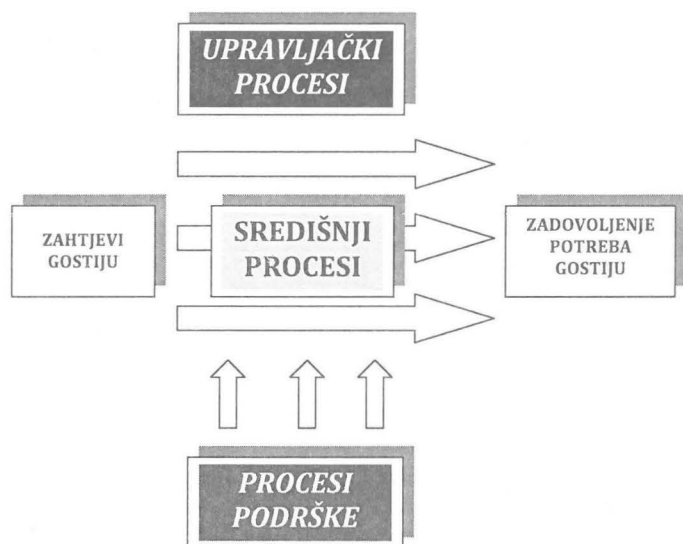 UPRAVLJAČKI
PROCESI
ZAHTJEVI
GOSTIJU
SREDIŠNJI
PROCESI
ZADOVOLJENJE
POTREBA
GOSTIJU
PROCESI
PODRŠKE